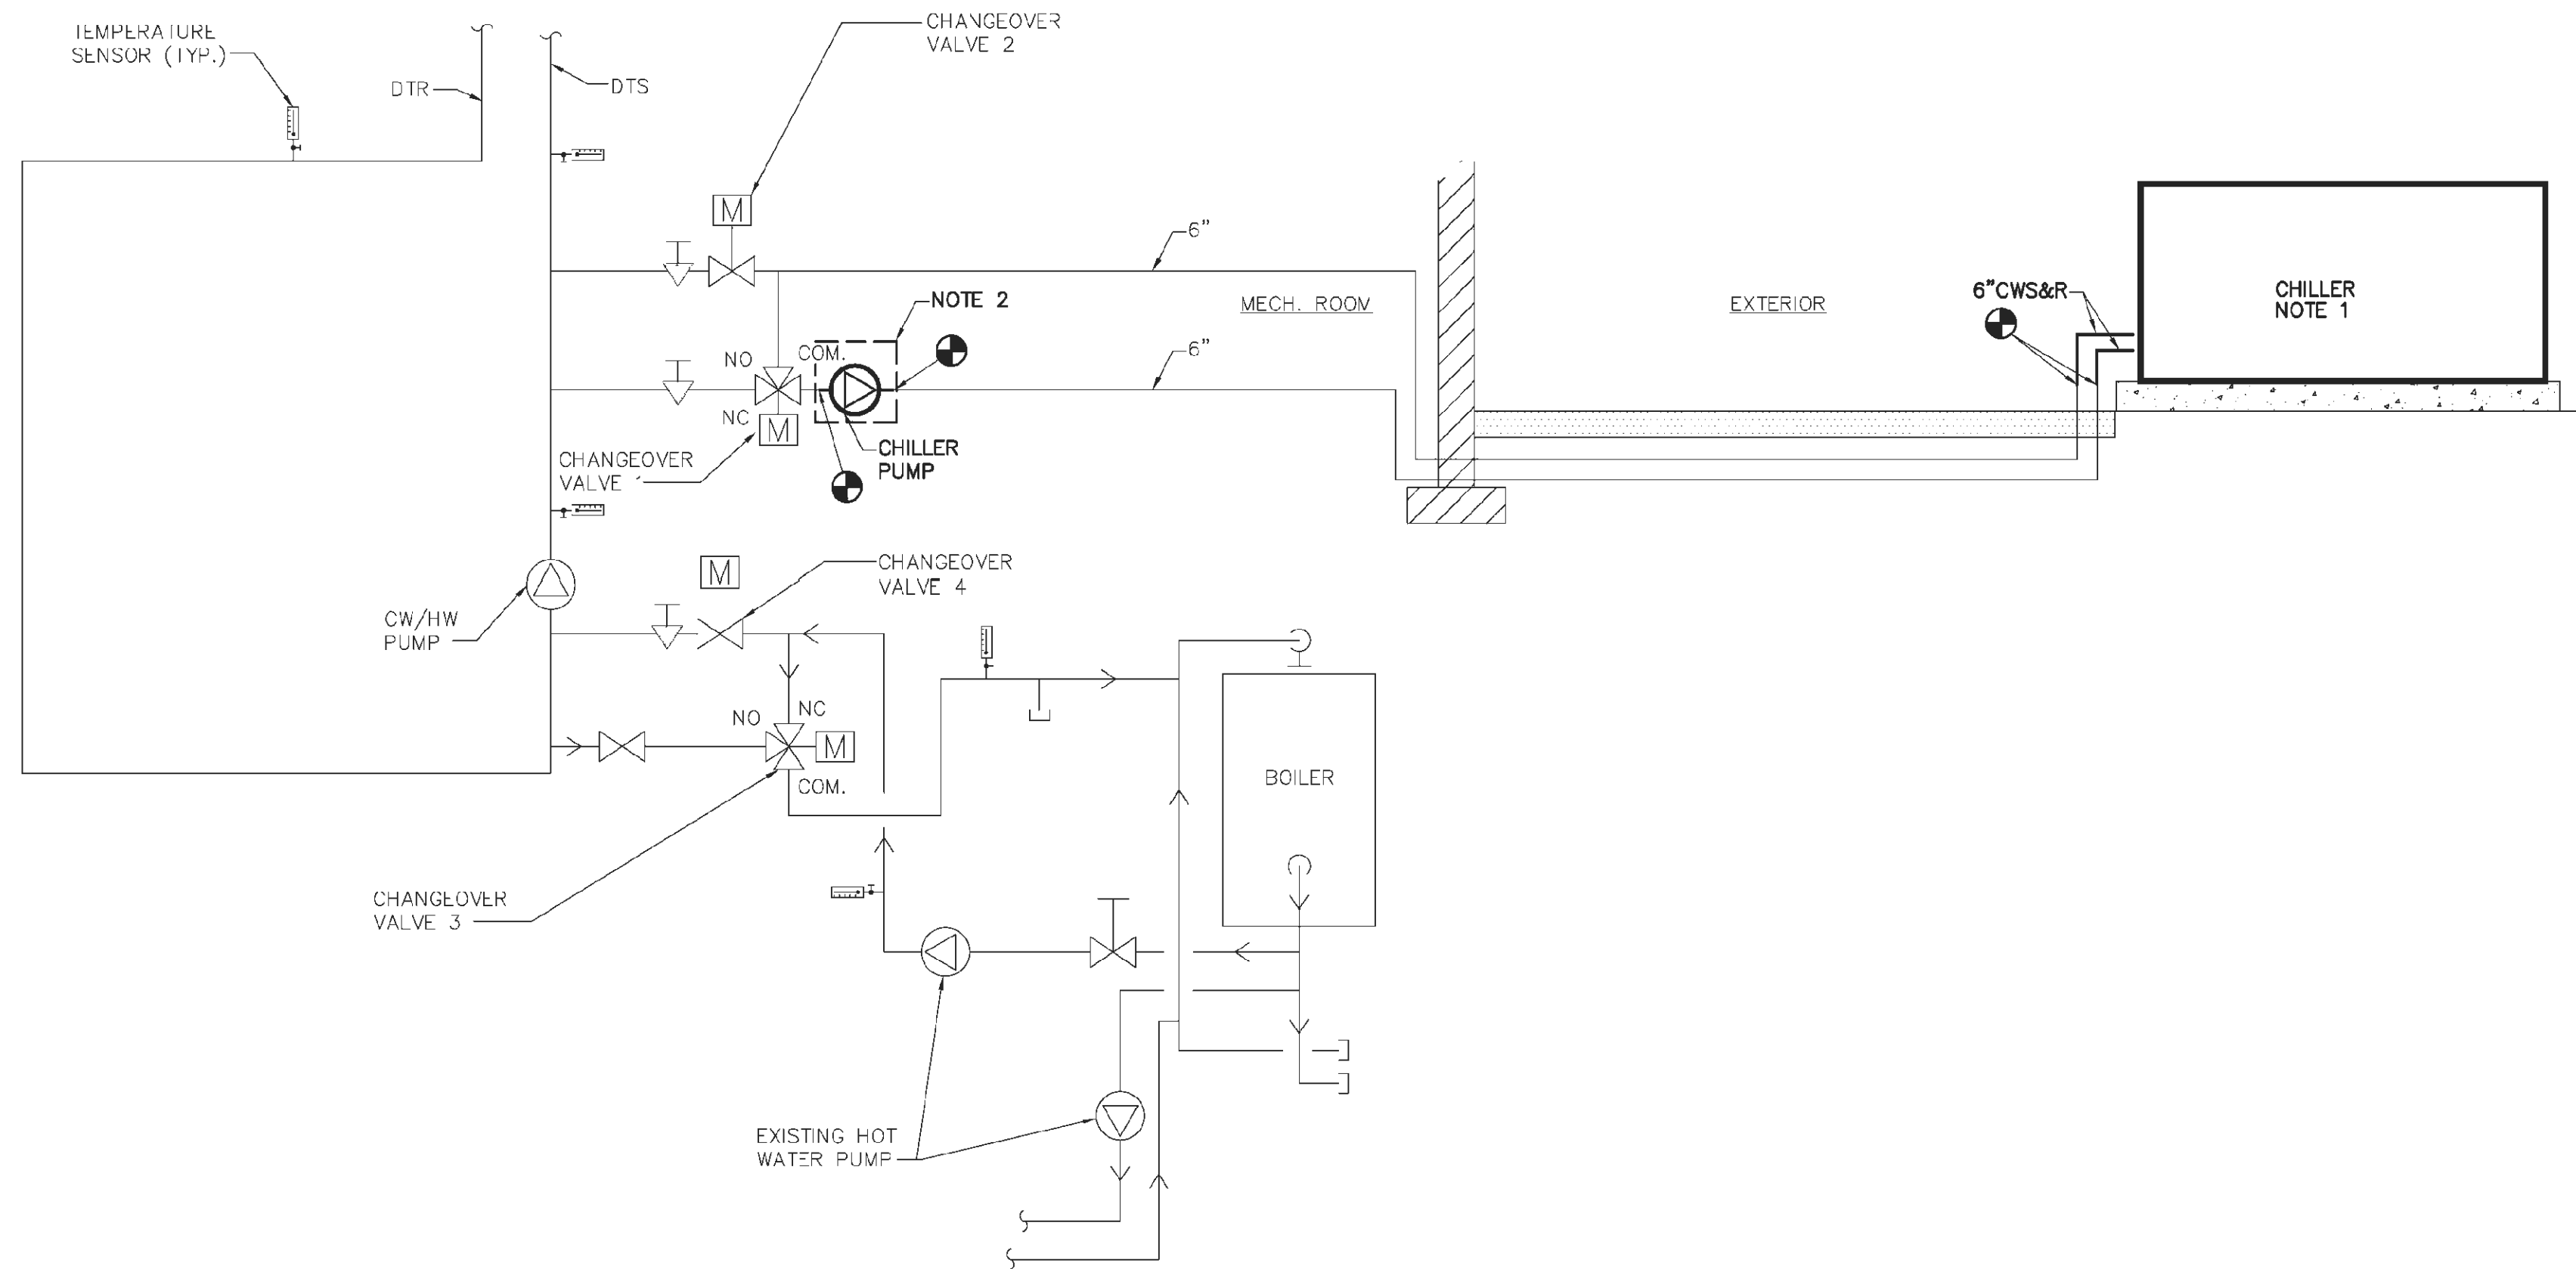 TEMPERATURE
SENSOR (TYP.)
DTR
DTS
CHANGEOVER
VALVE 2
M
6"
NOTE 2
MECH. ROOM
EXTERIOR
6"CWS&R
CHILLER
NOTE 1
NO
COM.
6"
NC
M
CHILLER
PUMP
CHANGEOVER
VALVE
M
CHANGEOVER
VALVE 4
CW/HW
PUMP
NO
NC
M
COM.
BOILER
CHANGEOVER
VALVE 3
EXISTING HOT
WATER PUMP